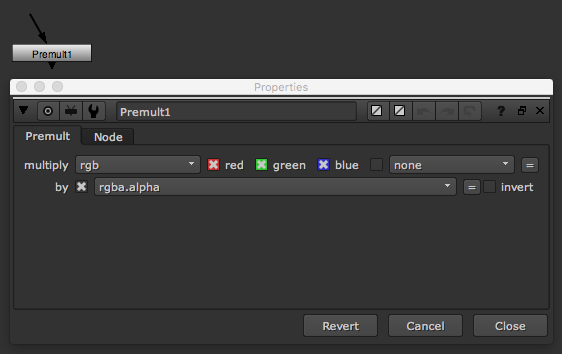 Premult1
Properties
Premult1 ?
Premult Node
multiply rgb red green blue none =
by rgba.alpha = invert
Revert Cancel Close